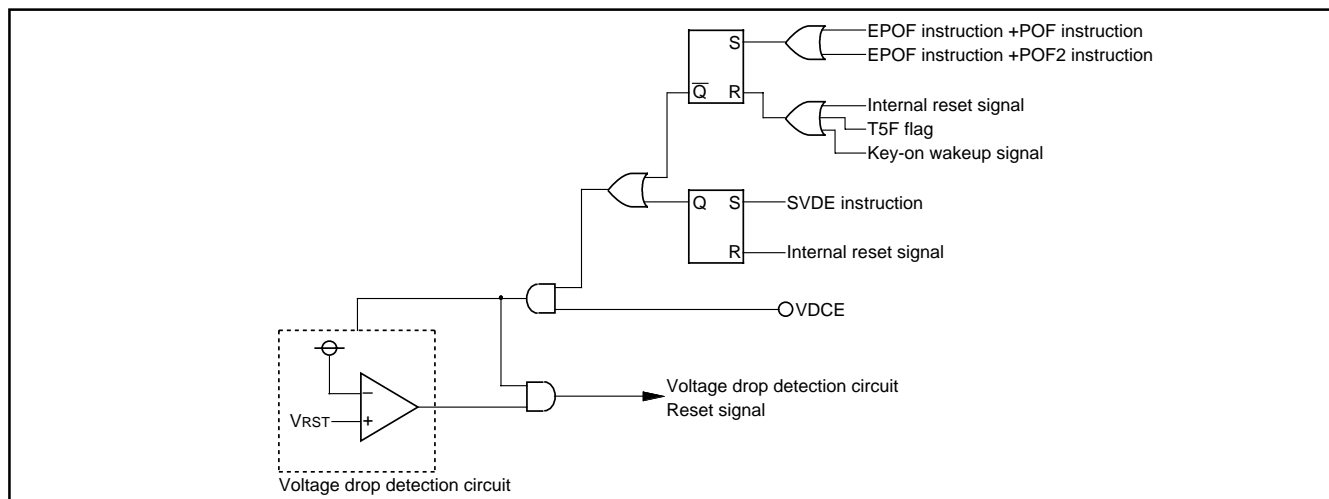 EPOF instruction +POF instruction
S
EPOF instruction +POF2 instruction
Q R
Internal reset signal
T5F flag
Key-on wakeup signal
Q S SVDE instruction
R Internal reset signal
VDCE
−
Voltage drop detection circuit
Reset signal
VRST +
Voltage drop detection circuit